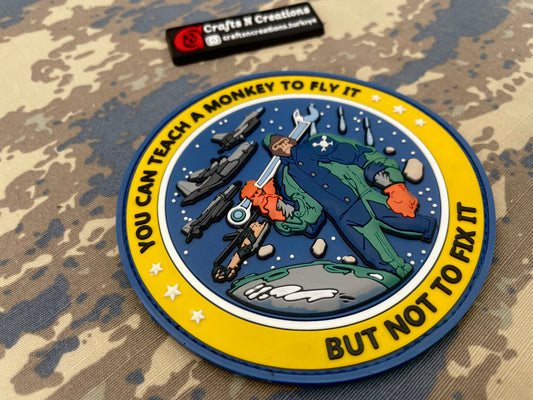 Crafts N Creations
craftsncreations.turkiye
YOU CAN TEACH A MONKEY TO FLY IT
BUT NOT TO FIX IT